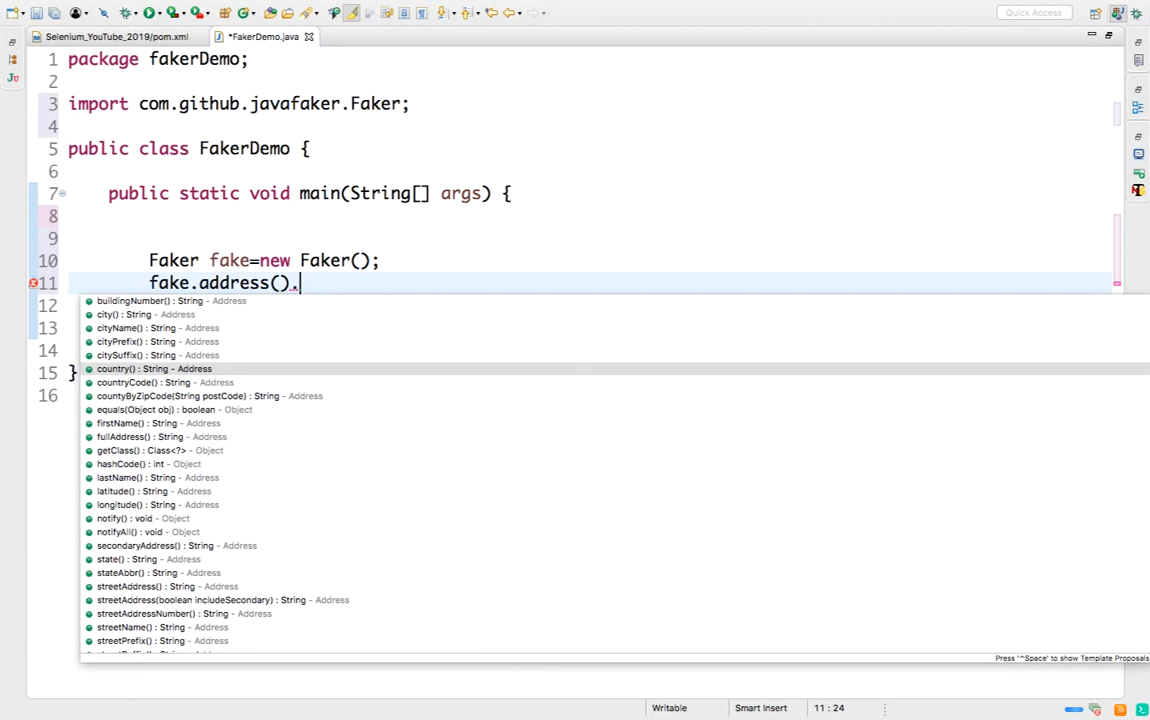 Quick Access
Selenium_YouTube_2019/pom.xml
*FakerDemo.java
1 package fakerDemo;
2
3 import com.github.javafaker.Faker;
4
5 public class FakerDemo {
6
7 public static void main(String[] args) {
8
9
10 Faker fake=new Faker();
11 fake.address().
12
13
14
15 }
16
buildingNumber() : String - Address
city() : String - Address
cityName() : String - Address
cityPrefix() : String - Address
citySuffix() : String - Address
country() : String - Address
countryCode() : String - Address
countyByZipCode(String postCode) : String - Address
equals(Object obj) : boolean - Object
firstName() : String - Address
fullAddress() : String - Address
getClass() : Class<?> - Object
hashCode() : int - Object
lastName() : String - Address
latitude() : String - Address
longitude() : String - Address
notify() : void - Object
notifyAll() : void - Object
secondaryAddress() : String - Address
state() : String - Address
stateAbbr() : String - Address
streetAddress() : String - Address
streetAddress(boolean includeSecondary) : String - Address
streetAddressNumber() : String - Address
streetName() : String - Address
streetPrefix() : String - Address
Press '^Space' to show Template Proposals
Writable
Smart Insert
11 : 24